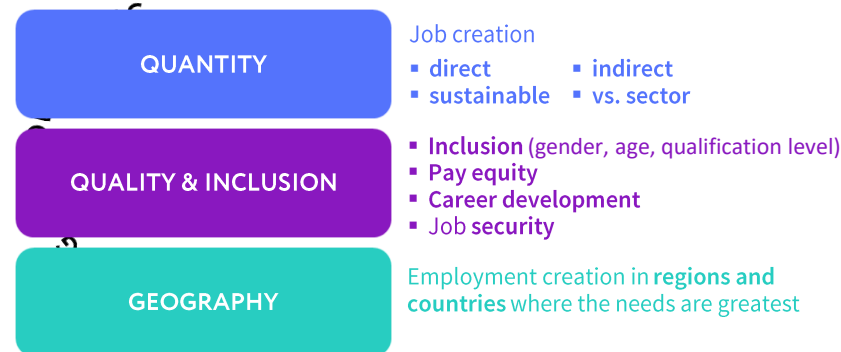 QUANTITY
Job creation
▪ direct ▪ indirect
▪ sustainable ▪ vs. sector
QUALITY & INCLUSION
▪ Inclusion (gender, age, qualification level)
▪ Pay equity
▪ Career development
▪ Job security
GEOGRAPHY
Employment creation in regions and
countries where the needs are greatest